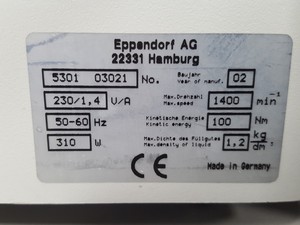 Eppendorf AG
22331 Hamburg
5301 03021 No. Baujahr Year of manuf. 02
230/1,4 V/A Max. Drehzahl Max. speed 1400 min⁻¹
50-60 Hz Kinetische Energie Kinetic energy 100 Nm
310 W Max. Dichte des Füllgutes Max. density of liquid 1,2 kg/dm³
CE Made in Germany